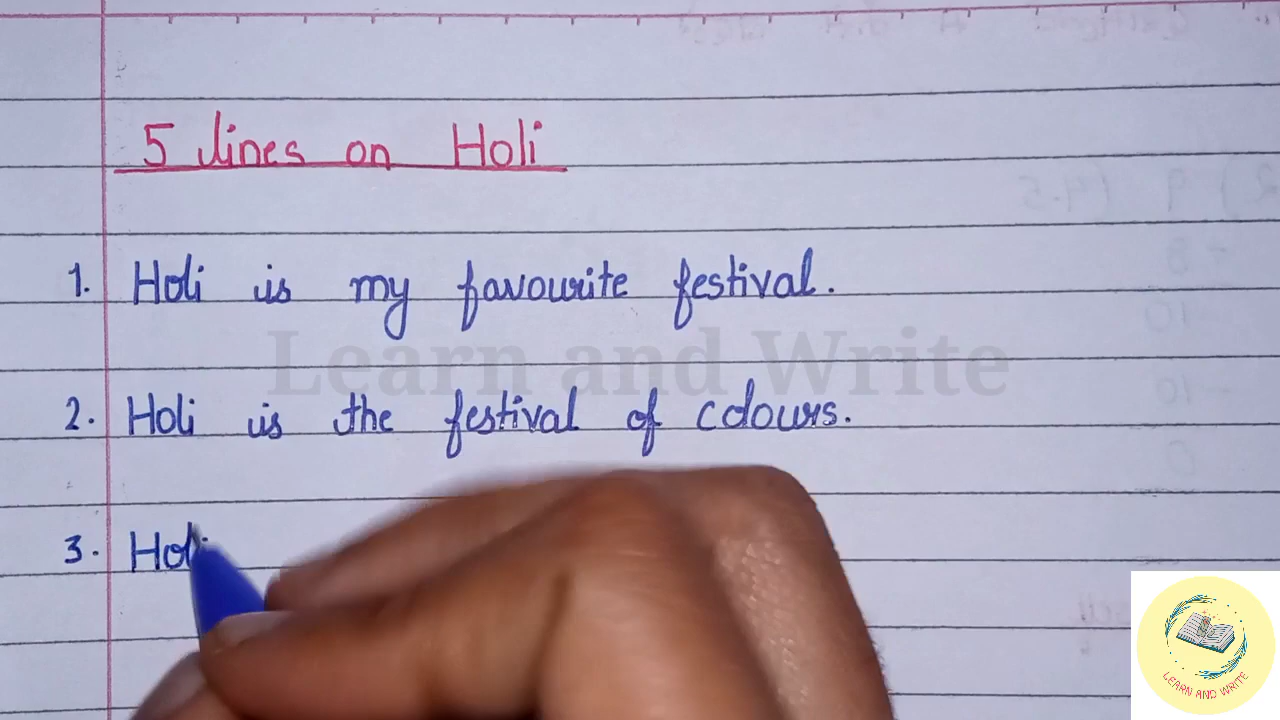 5 lines on Holi
1. Holi is my favourite festival.
Learn and Write
2. Holi is the festival of colours.
3. Holi
LEARN AND WRITE